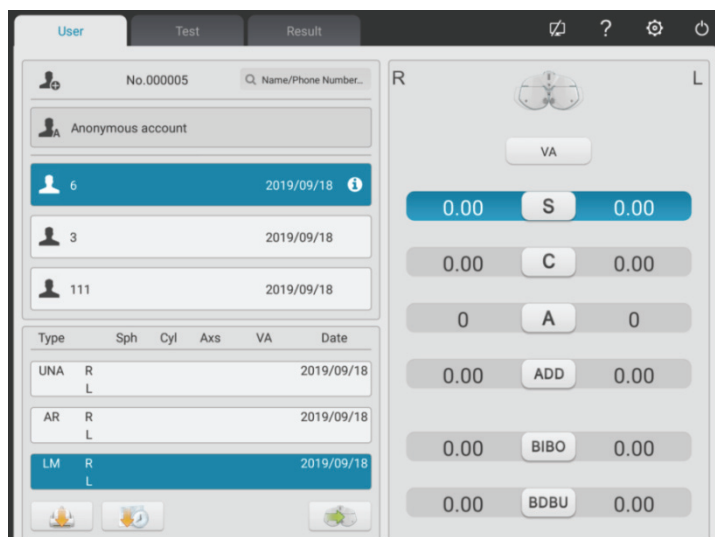 User Test Result ?
No.000005 Name/Phone Number...
Anonymous account
6 2019/09/18
3 2019/09/18
111 2019/09/18
Type Sph Cyl Axs VA Date
UNA R 2019/09/18
L
AR R 2019/09/18
L
LM R 2019/09/18
L
R L
VA
0.00 S 0.00
0.00 C 0.00
0 A 0
0.00 ADD 0.00
0.00 BIBO 0.00
0.00 BDBU 0.00